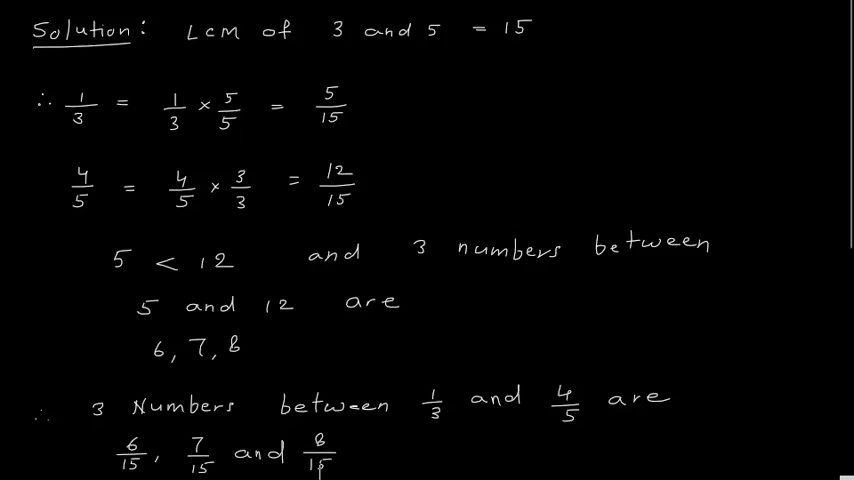 Solution: LCM of 3 and 5 = 15
∴ 1/3 = 1/3 × 5/5 = 5/15
4/5 = 4/5 × 3/3 = 12/15
5 < 12 and 3 numbers between
5 and 12 are
6, 7, 8
∴ 3 Numbers between 1/3 and 4/5 are
6/15, 7/15 and 8/15